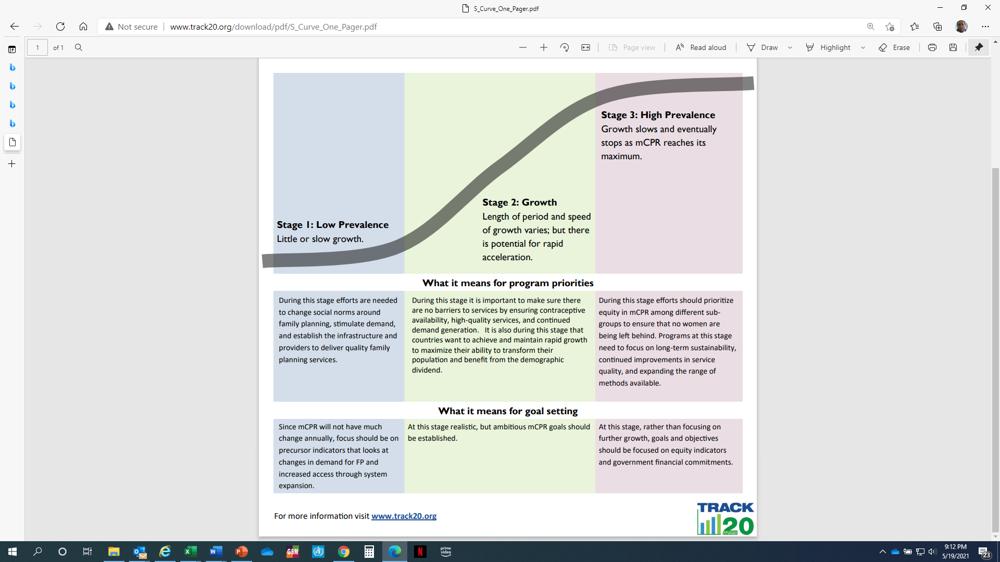 S_Curve_One_Pager.pdf
Not secure
www.track20.org/download/pdf/S_Curve_One_Pager.pdf
1 of 1
Page view
Read aloud
Draw
Highlight
Erase
Stage 3: High Prevalence
Growth slows and eventually
stops as mCPR reaches its
maximum.
Stage 2: Growth
Length of period and speed
of growth varies; but there
is potential for rapid
acceleration.
Stage 1: Low Prevalence
Little or slow growth.
What it means for program priorities
During this stage efforts are needed
to change social norms around
family planning, stimulate demand,
and establish the infrastructure and
providers to deliver quality family
planning services.
During this stage it is important to make sure there
are no barriers to services by ensuring contraceptive
availability, high-quality services, and continued
demand generation. It is also during this stage that
countries want to achieve and maintain rapid growth
to maximize their ability to transform their
population and benefit from the demographic
dividend.
During this stage efforts should prioritize
equity in mCPR among different sub-
groups to ensure that no women are
being left behind. Programs at this stage
need to focus on long-term sustainability,
continued improvements in service
quality, and expanding the range of
methods available.
What it means for goal setting
Since mCPR will not have much
change annually, focus should be on
precursor indicators that looks at
changes in demand for FP and
increased access through system
expansion.
At this stage realistic, but ambitious mCPR goals should
be established.
At this stage, rather than focusing on
further growth, goals and objectives
should be focused on equity indicators
and government financial commitments.
For more information visit www.track20.org
TRACK
20
FP2020
GSM
prime
video
9:12 PM
5/19/2021
23